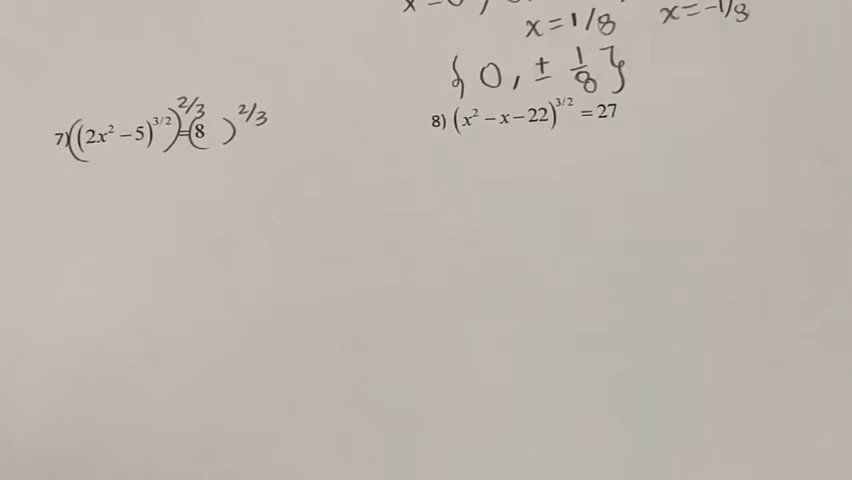 x = 1/8 x = -1/8
{ 0, ± 1/8 }
7) ((2x² − 5)^3/2)^2/3 = (8 )^2/3
8) (x² − x − 22)^3/2 = 27